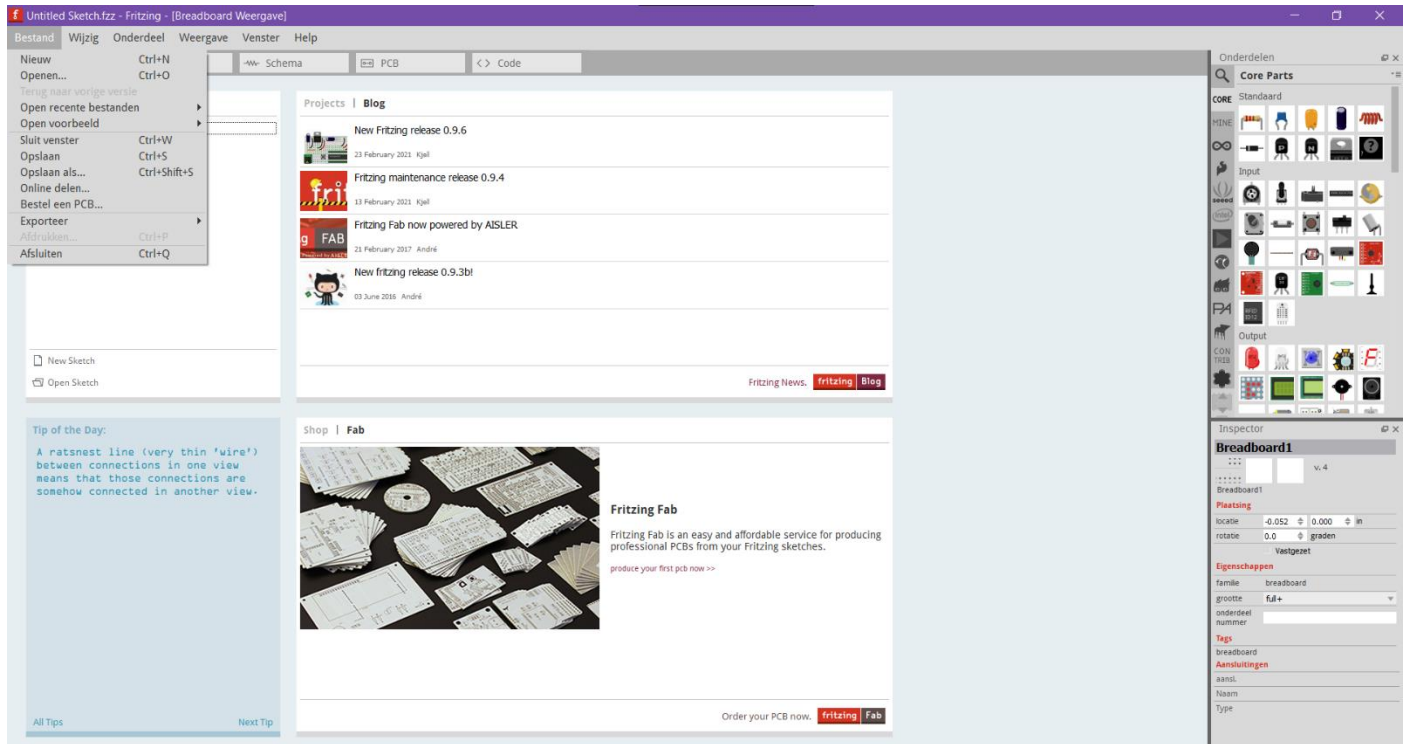 Untitled Sketch.fzz - Fritzing - [Breadboard Weergave]
Bestand Wijzig Onderdeel Weergave Venster Help
Nieuw Ctrl+N
Openen... Ctrl+O
Terug naar vorige versie
Open recente bestanden
Open voorbeeld
Sluit venster Ctrl+W
Opslaan Ctrl+S
Opslaan als... Ctrl+Shift+S
Online delen...
Bestel een PCB...
Exporteer
Afdrukken... Ctrl+P
Afsluiten Ctrl+Q
Schema PCB Code
Projects | Blog
New Fritzing release 0.9.6
23 February 2021 Kjell
Fritzing maintenance release 0.9.4
13 February 2021 Kjell
Fritzing Fab now powered by AISLER
21 February 2017 André
New fritzing release 0.9.3b!
03 June 2016 André
New Sketch
Open Sketch
Fritzing News. fritzing Blog
Tip of the Day:
A ratsnest line (very thin 'wire')
between connections in one view
means that those connections are
somehow connected in another view.
All Tips Next Tip
Shop | Fab
Fritzing Fab
Fritzing Fab is an easy and affordable service for producing
professional PCBs from your Fritzing sketches.
produce your first pcb now >>
Order your PCB now. fritzing Fab
Onderdelen
Core Parts
CORE Standaard
MINE
Input
seeed
intel
PA
Output
CON
TRIB
Inspector
Breadboard1
v. 4
Breadboard1
Plaatsing
locatie -0.052 0.000 in
rotatie 0.0 graden
Vastgezet
Eigenschappen
familie breadboard
grootte full+
onderdeel
nummer
Tags
breadboard
Aansluitingen
aansl.
Naam
Type